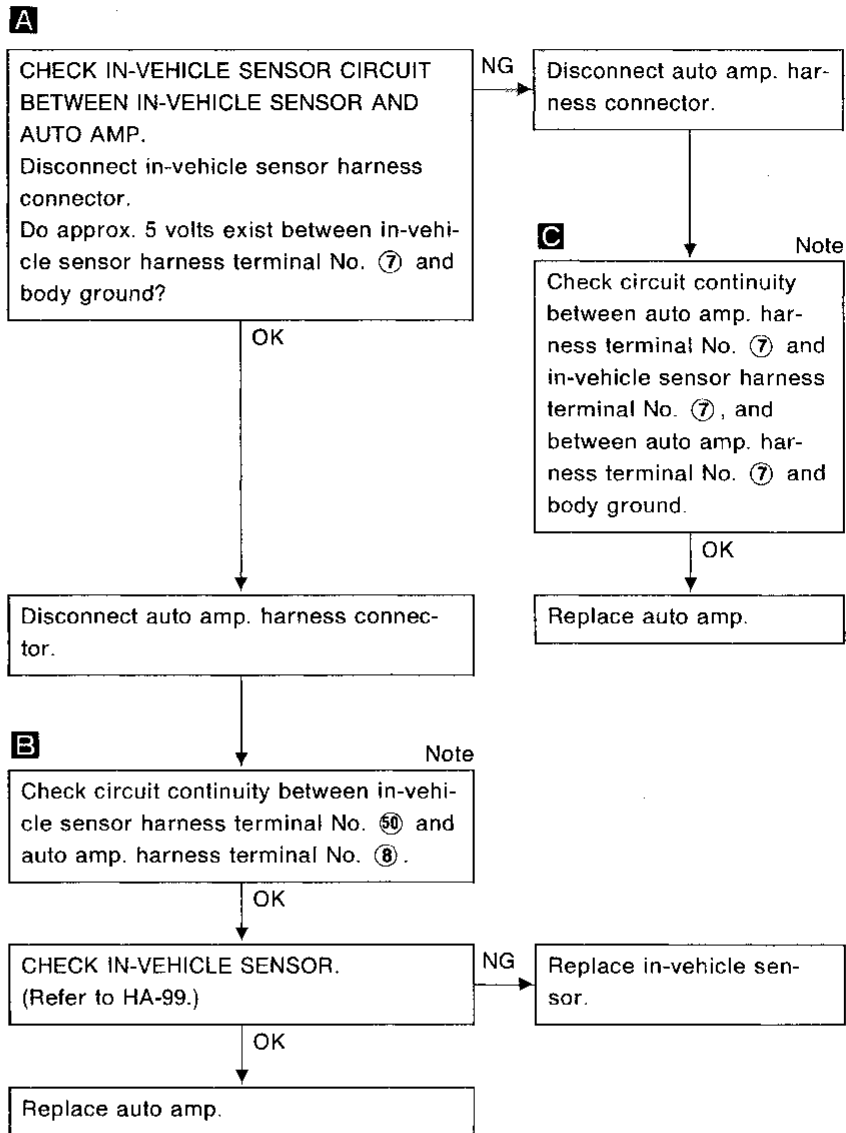 A
CHECK IN-VEHICLE SENSOR CIRCUIT
BETWEEN IN-VEHICLE SENSOR AND
AUTO AMP.
Disconnect in-vehicle sensor harness
connector.
Do approx. 5 volts exist between in-vehi-
cle sensor harness terminal No. ⑦ and
body ground?
NG
Disconnect auto amp. har-
ness connector.
OK
C
Note
Check circuit continuity
between auto amp. har-
ness terminal No. ⑦ and
in-vehicle sensor harness
terminal No. ⑦, and
between auto amp. har-
ness terminal No. ⑦ and
body ground.
OK
Replace auto amp.
Disconnect auto amp. harness connec-
tor.
B
Note
Check circuit continuity between in-vehi-
cle sensor harness terminal No. ㊿ and
auto amp. harness terminal No. ⑧.
OK
CHECK IN-VEHICLE SENSOR.
(Refer to HA-99.)
NG
Replace in-vehicle sen-
sor.
OK
Replace auto amp.